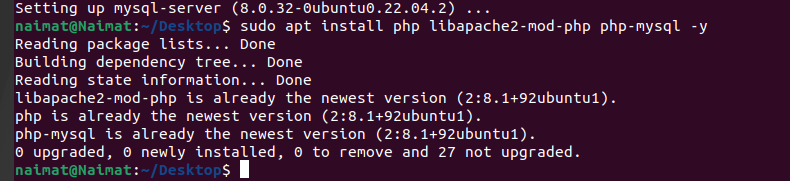 Setting up mysql-server (8.0.32-0ubuntu0.22.04.2) ...
naimat@Naimat:~/Desktop$ sudo apt install php libapache2-mod-php php-mysql -y
Reading package lists... Done
Building dependency tree... Done
Reading state information... Done
libapache2-mod-php is already the newest version (2:8.1+92ubuntu1).
php is already the newest version (2:8.1+92ubuntu1).
php-mysql is already the newest version (2:8.1+92ubuntu1).
0 upgraded, 0 newly installed, 0 to remove and 27 not upgraded.
naimat@Naimat:~/Desktop$